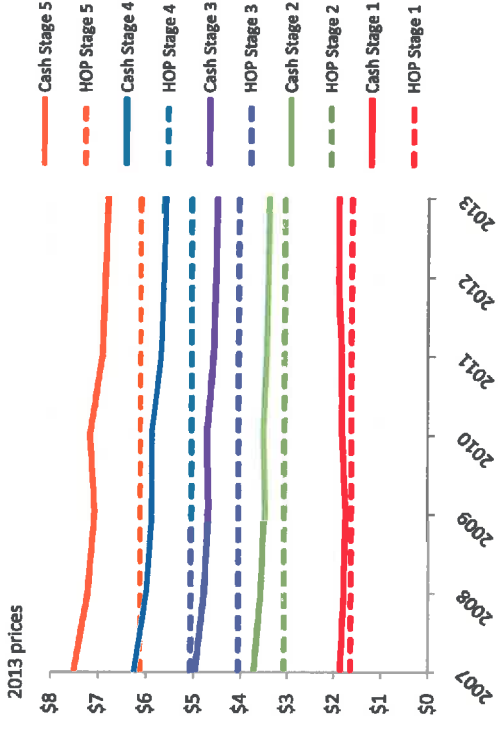 2013 prices
$8
$7
$6
$5
$4
$3
$2
$1
$0
2007
2008
2009
2010
2011
2012
2013
Cash Stage 5
HOP Stage 5
Cash Stage 4
HOP Stage 4
Cash Stage 3
HOP Stage 3
Cash Stage 2
HOP Stage 2
Cash Stage 1
HOP Stage 1